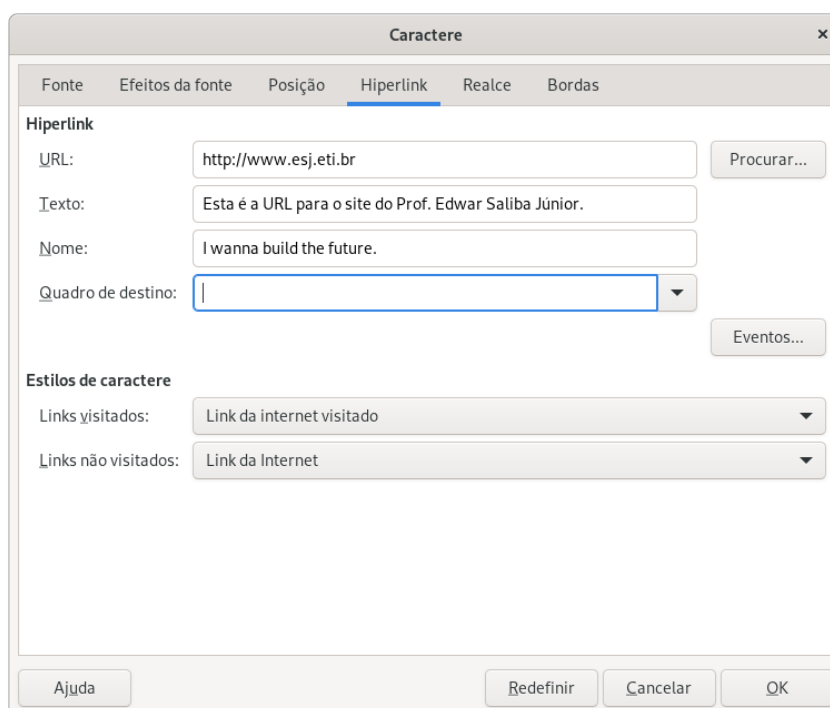 Caractere ×
Fonte Efeitos da fonte Posição Hiperlink Realce Bordas
Hiperlink
URL: http://www.esj.eti.br Procurar...
Texto: Esta é a URL para o site do Prof. Edwar Saliba Júnior.
Nome: I wanna build the future.
Quadro de destino:
Eventos...
Estilos de caractere
Links visitados: Link da internet visitado
Links não visitados: Link da Internet
Ajuda Redefinir Cancelar OK